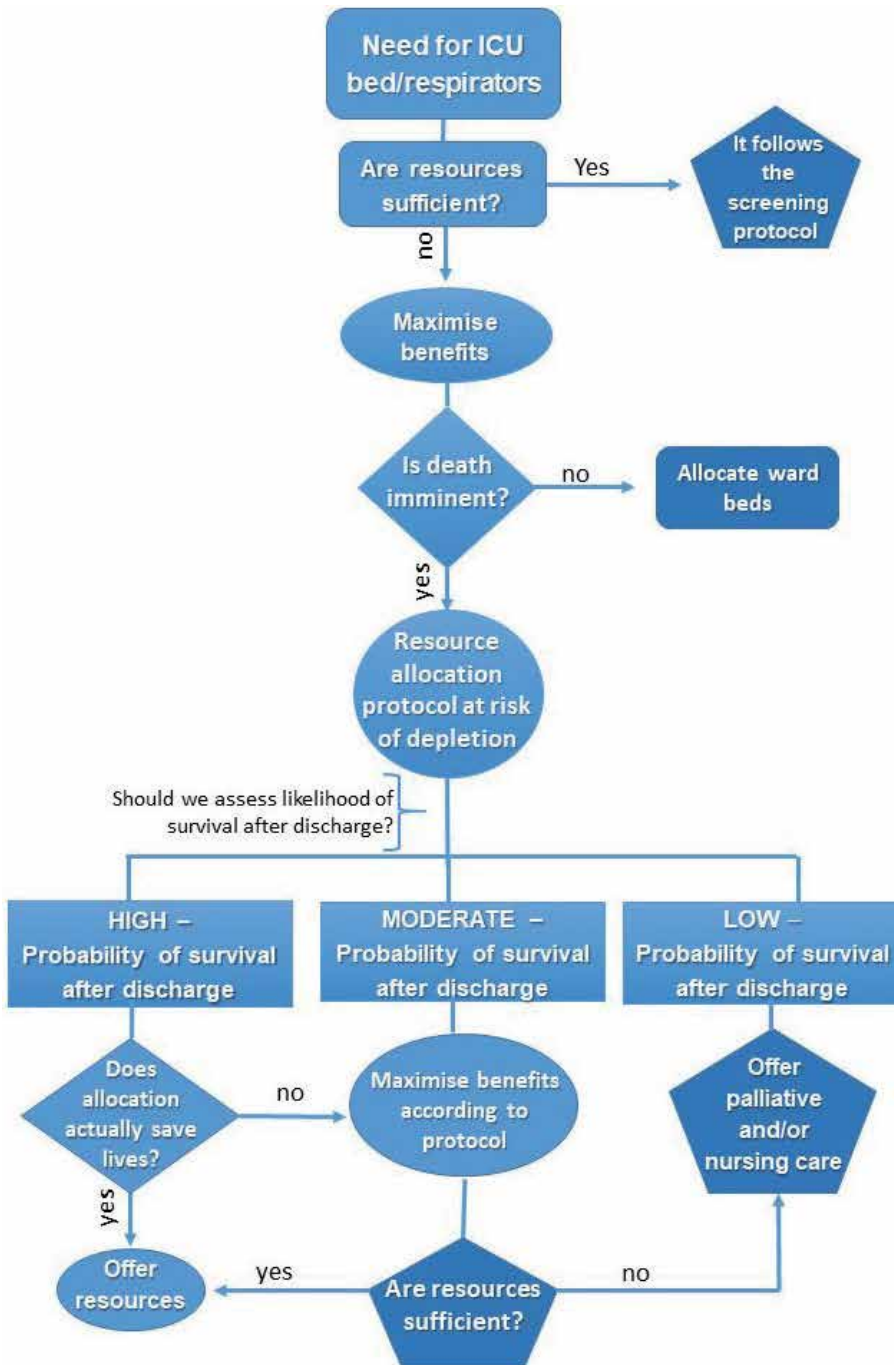 Need for ICU
bed/respirators
Are resources
sufficient?
Yes
It follows
the
screening
protocol
no
Maximise
benefits
Is death
imminent?
no
Allocate ward
beds
yes
Resource
allocation
protocol at risk
of depletion
Should we assess likelihood of
survival after discharge?
HIGH –
Probability of survival
after discharge
MODERATE –
Probability of survival
after discharge
LOW –
Probability of survival
after discharge
Does
allocation
actually save
lives?
no
Maximise benefits
according to
protocol
Offer
palliative
and/or
nursing care
yes
Offer
resources
yes
Are resources
sufficient?
no